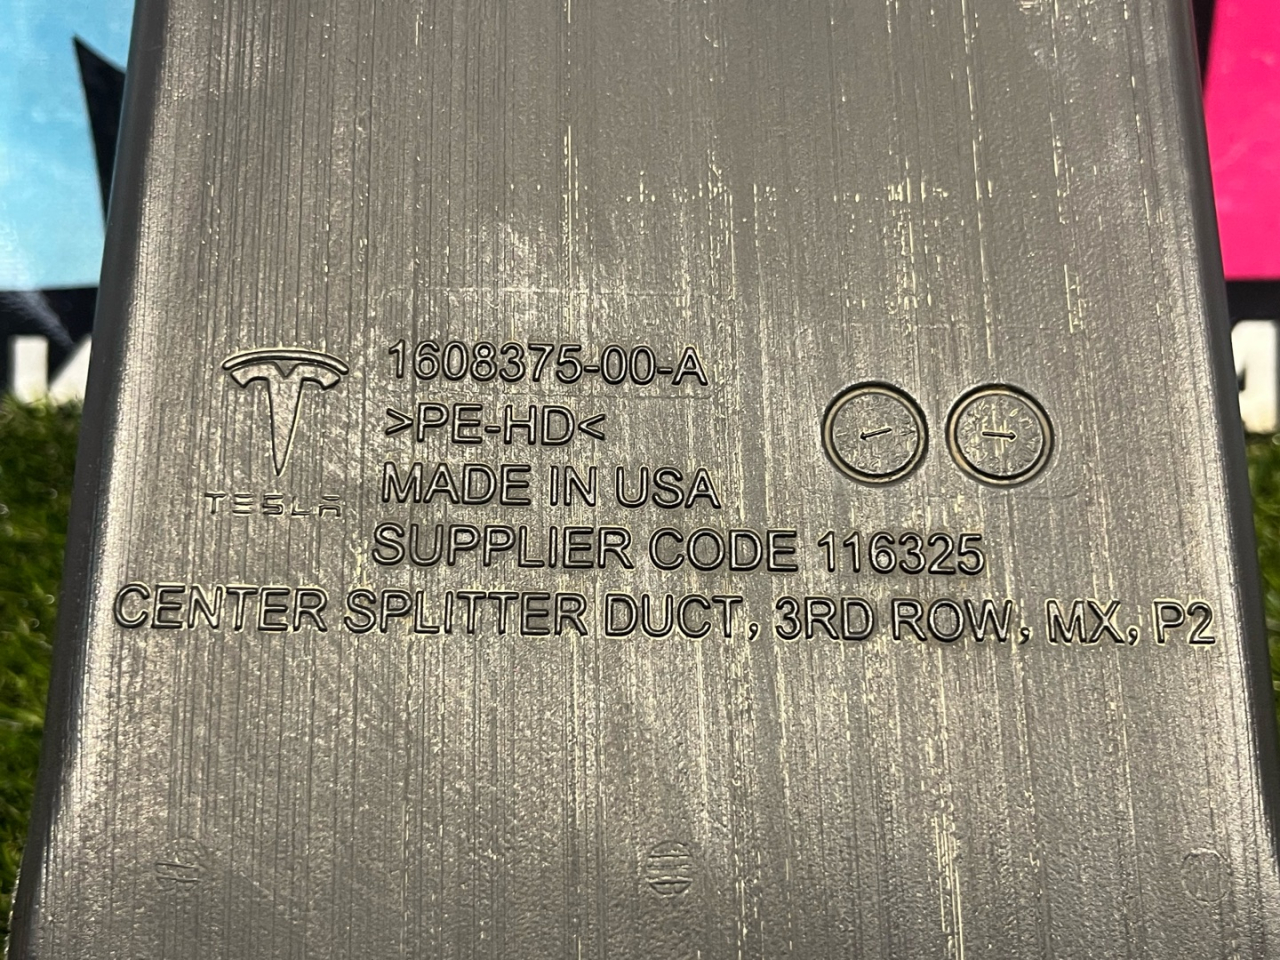 1608375-00-A
>PE-HD<
MADE IN USA
TESLA
SUPPLIER CODE 116325
CENTER SPLITTER DUCT, 3RD ROW, MX, P2